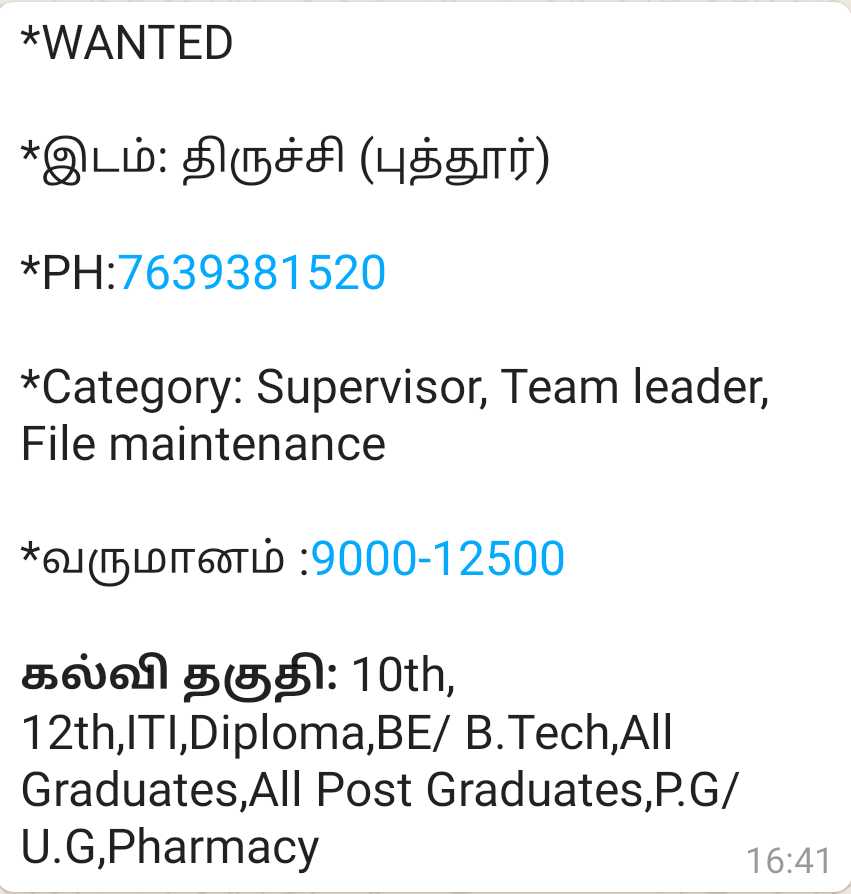 *WANTED
*இடம்: திருச்சி (புத்தூர்)
*PH:7639381520
*Category: Supervisor, Team leader,
File maintenance
*வருமானம் :9000-12500
கல்வி தகுதி: 10th,
12th,ITI,Diploma,BE/ B.Tech,All
Graduates,All Post Graduates,P.G/
U.G,Pharmacy
16:41